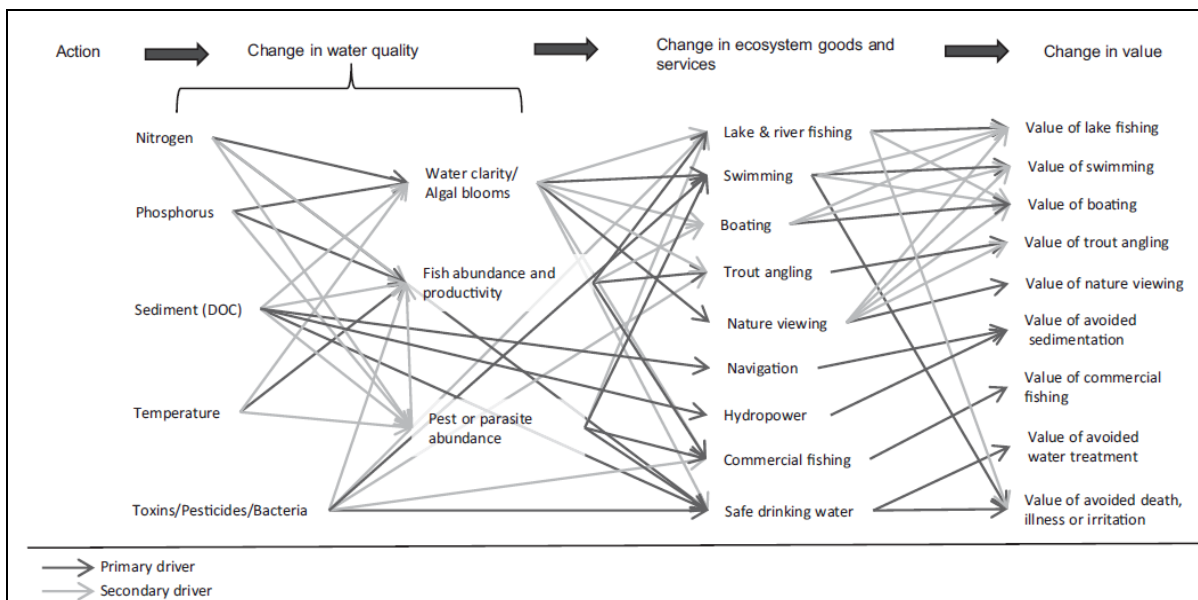 Action
Change in water quality
Change in ecosystem goods and
services
Change in value
Nitrogen
Phosphorus
Sediment (DOC)
Temperature
Toxins/Pesticides/Bacteria
Water clarity/
Algal blooms
Fish abundance and
productivity
Pest or parasite
abundance
Lake & river fishing
Swimming
Boating
Trout angling
Nature viewing
Navigation
Hydropower
Commercial fishing
Safe drinking water
Value of lake fishing
Value of swimming
Value of boating
Value of trout angling
Value of nature viewing
Value of avoided
sedimentation
Value of commercial
fishing
Value of avoided
water treatment
Value of avoided death,
illness or irritation
Primary driver
Secondary driver